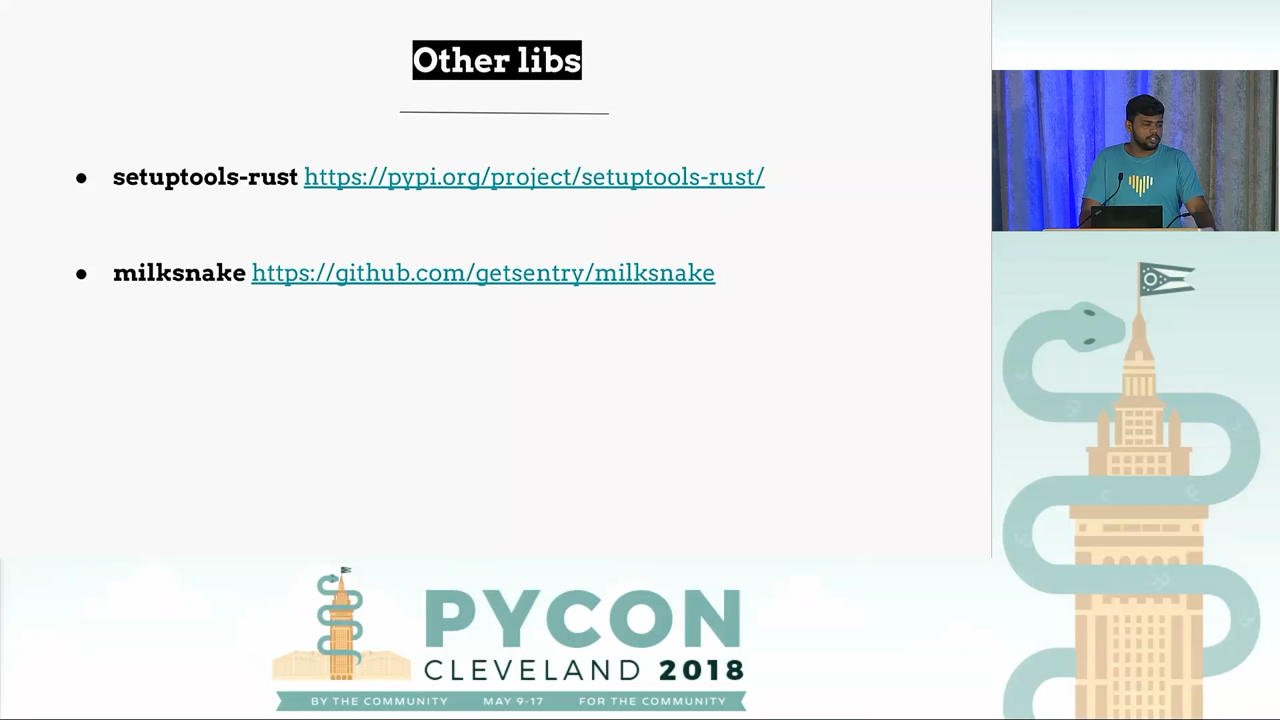 Other libs
● setuptools-rust https://pypi.org/project/setuptools-rust/
● milksnake https://github.com/getsentry/milksnake
PYCON
CLEVELAND 2018
BY THE COMMUNITY MAY 9-17 FOR THE COMMUNITY